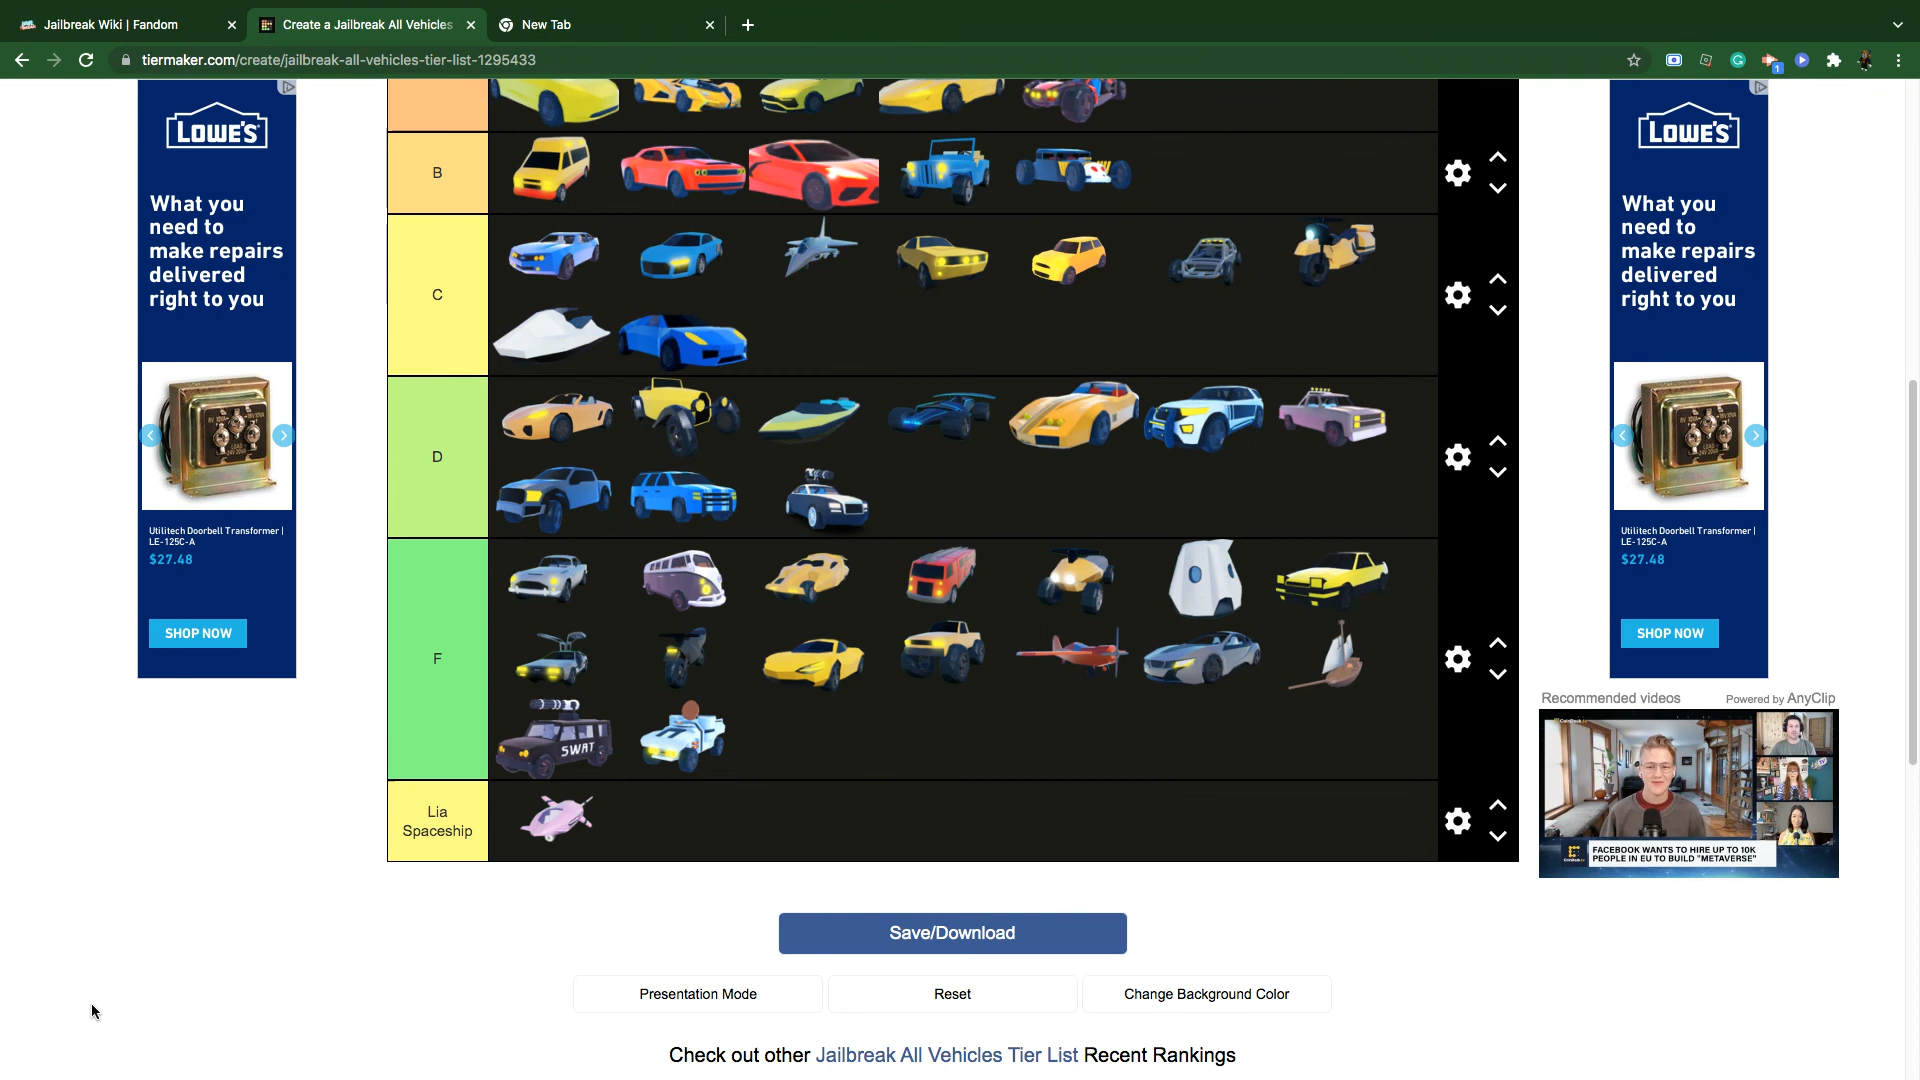 Jailbreak Wiki | Fandom
Create a Jailbreak All Vehicles
New Tab
tiermaker.com/create/jailbreak-all-vehicles-tier-list-1295433
LOWE'S
What you
need to
make repairs
delivered
right to you
Utilitech Doorbell Transformer |
LE-125C-A
$27.48
SHOP NOW
B
C
D
F
SWAT
Lia
Spaceship
LOWE'S
What you
need to
make repairs
delivered
right to you
Utilitech Doorbell Transformer |
LE-125C-A
$27.48
SHOP NOW
Recommended videos
Powered by AnyClip
FACEBOOK WANTS TO HIRE UP TO 10K
PEOPLE IN EU TO BUILD "METAVERSE"
Save/Download
Presentation Mode
Reset
Change Background Color
Check out other Jailbreak All Vehicles Tier List Recent Rankings